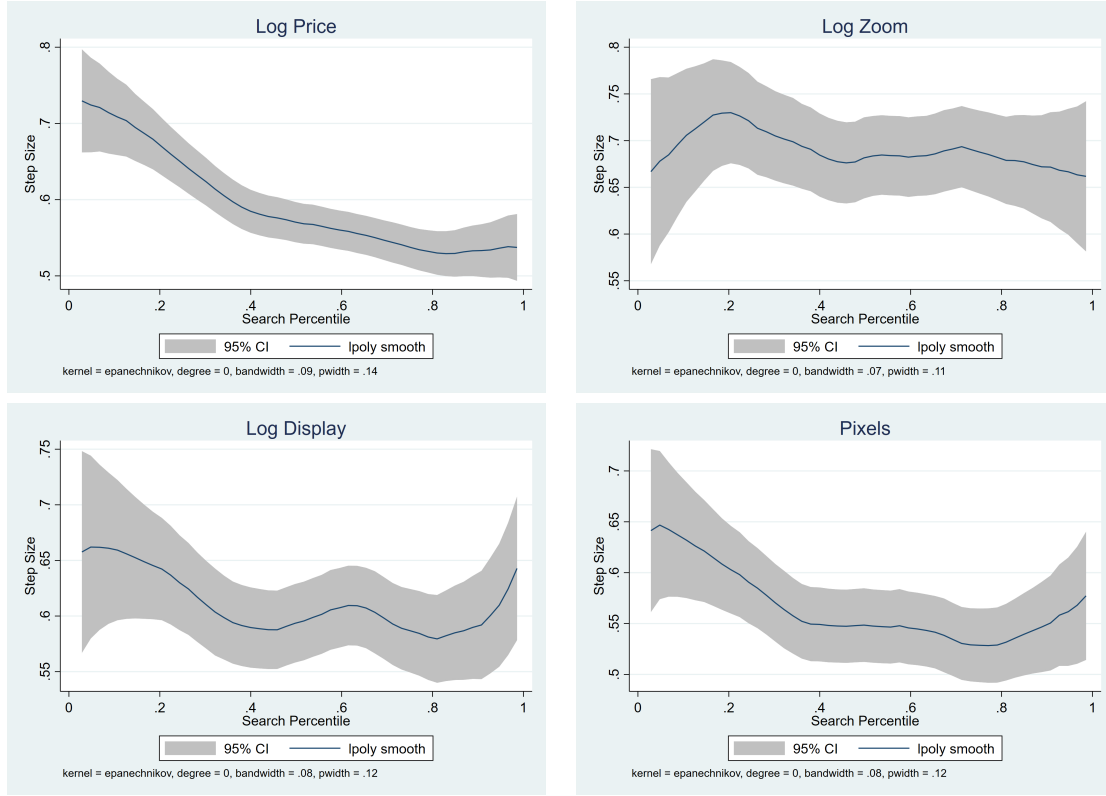 Log Price
Step Size
.8
.7
.6
.5
0 .2 .4 .6 .8 1
Search Percentile
95% CI lpoly smooth
kernel = epanechnikov, degree = 0, bandwidth = .09, pwidth = .14
Log Zoom
Step Size
.8
.75
.7
.65
.6
.55
0 .2 .4 .6 .8 1
Search Percentile
95% CI lpoly smooth
kernel = epanechnikov, degree = 0, bandwidth = .07, pwidth = .11
Log Display
Step Size
.75
.7
.65
.6
.55
0 .2 .4 .6 .8 1
Search Percentile
95% CI lpoly smooth
kernel = epanechnikov, degree = 0, bandwidth = .08, pwidth = .12
Pixels
Step Size
.7
.65
.6
.55
.5
0 .2 .4 .6 .8 1
Search Percentile
95% CI lpoly smooth
kernel = epanechnikov, degree = 0, bandwidth = .08, pwidth = .12